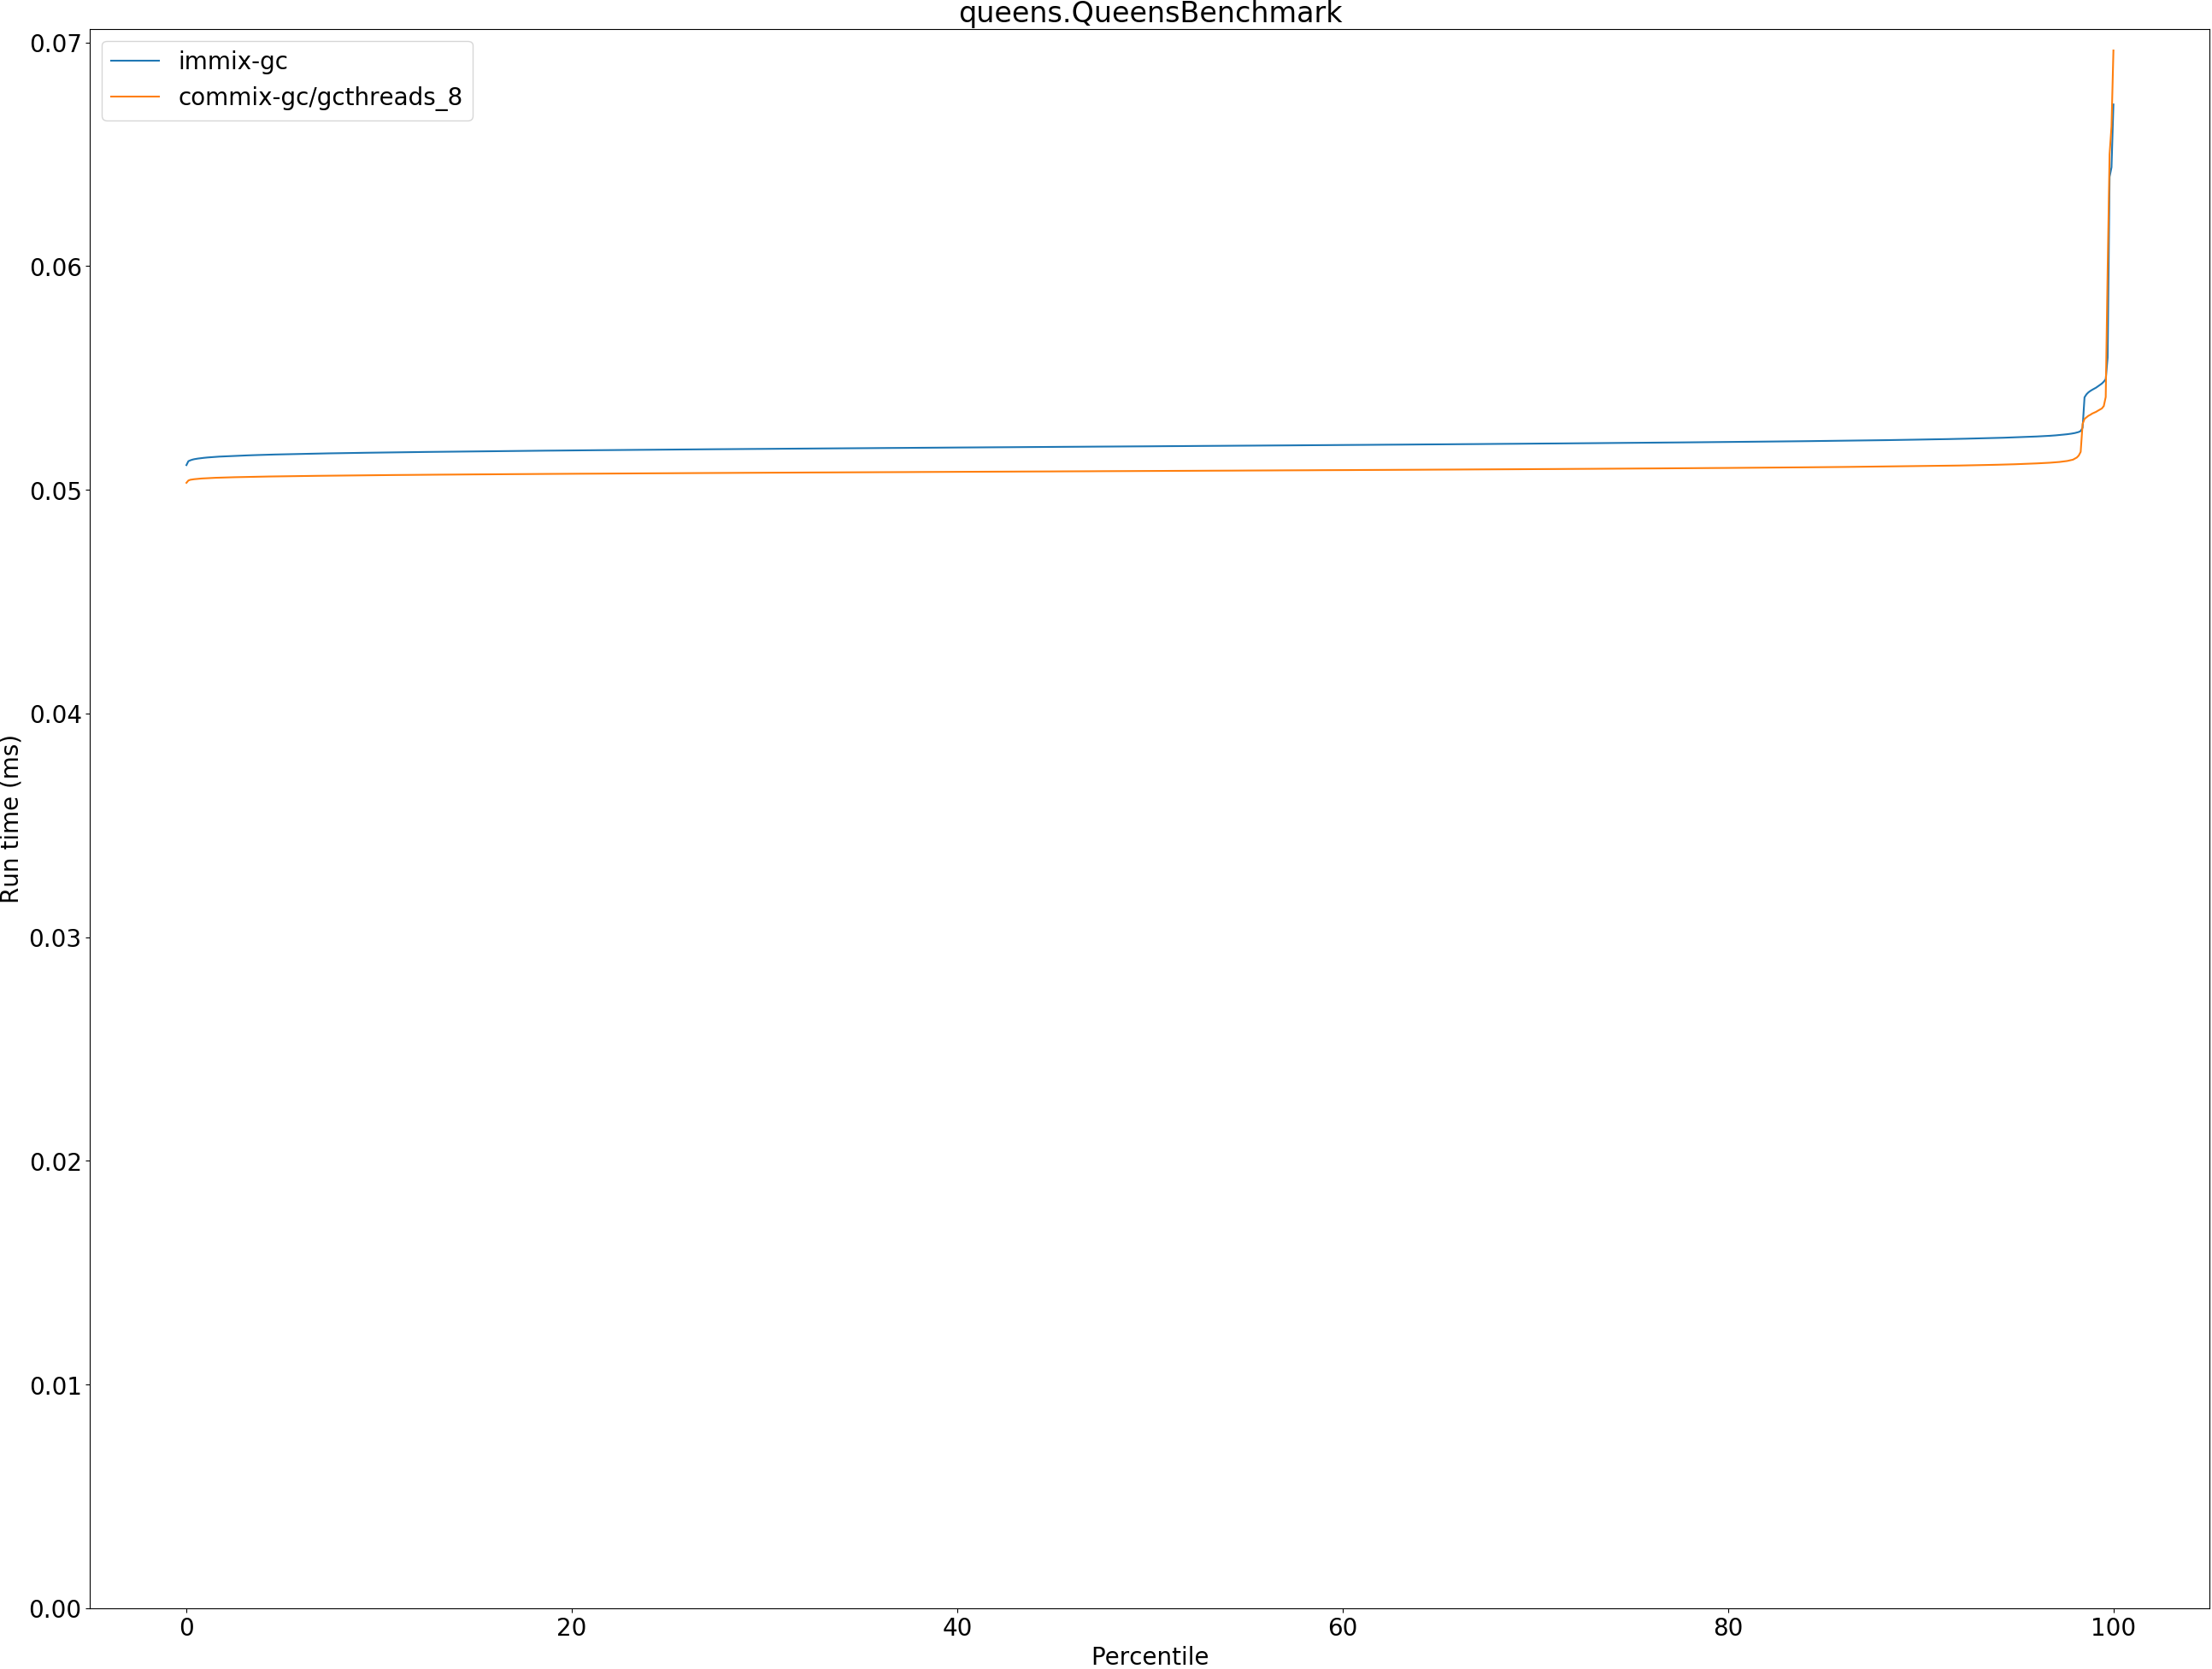 queens.QueensBenchmark
immix-gc
commix-gc/gcthreads_8
0.07
0.06
0.05
0.04
0.03
0.02
0.01
0.00
Run time (ms)
0 20 40 60 80 100
Percentile